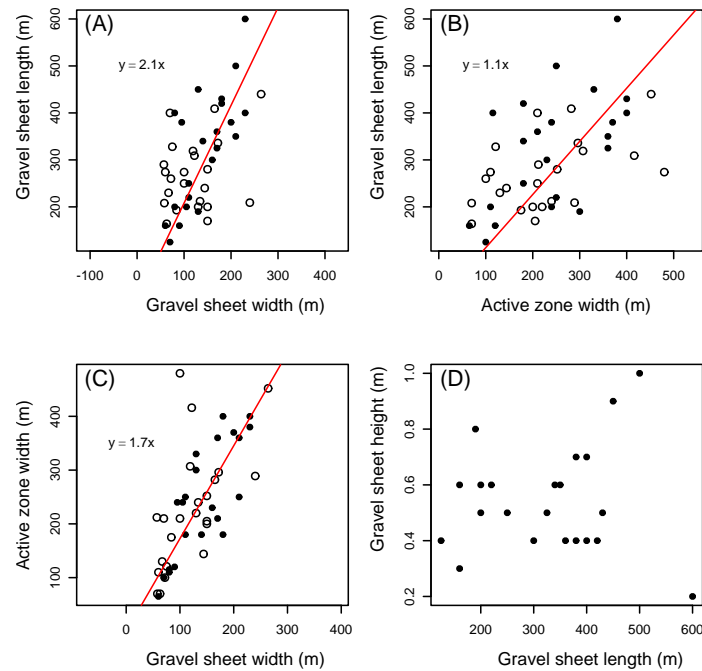 (A)
y = 2.1x
Gravel sheet length (m)
200 300 400 500 600
-100 0 100 200 300 400
Gravel sheet width (m)
(B)
y = 1.1x
Gravel sheet length (m)
200 300 400 500 600
0 100 200 300 400 500
Active zone width (m)
(C)
y = 1.7x
Active zone width (m)
100 200 300 400
0 100 200 300 400
Gravel sheet width (m)
(D)
Gravel sheet height (m)
0.2 0.4 0.6 0.8 1.0
200 300 400 500 600
Gravel sheet length (m)